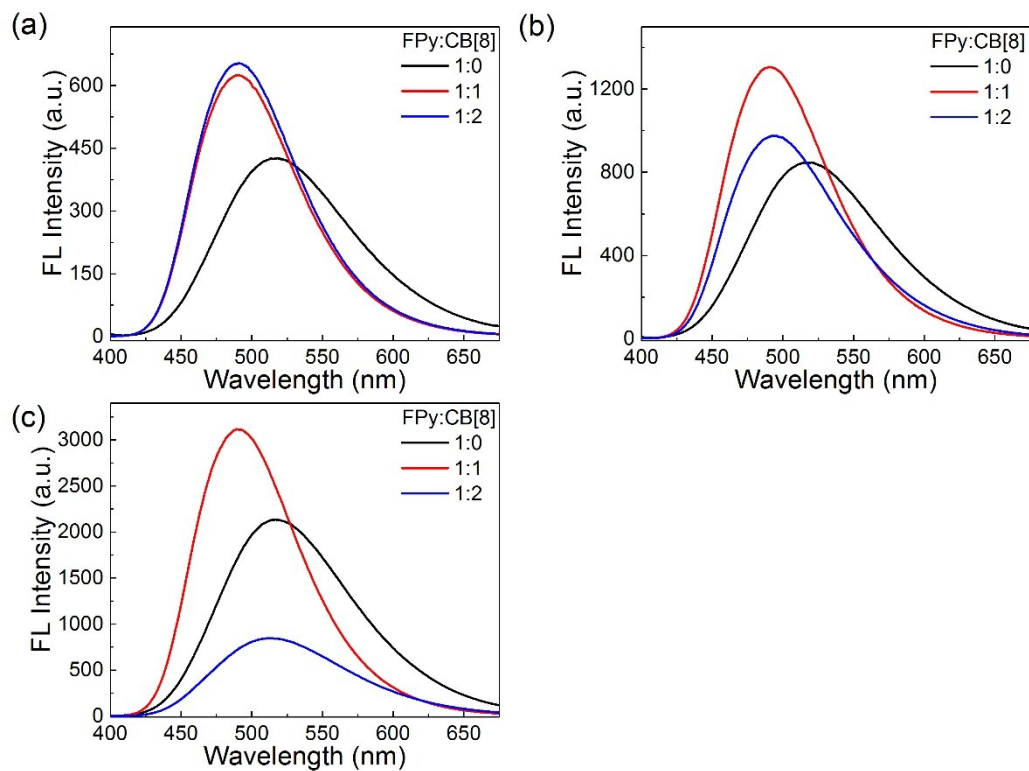 (a)
FPy:CB[8]
1:0
1:1
1:2
FL Intensity (a.u.)
600
450
300
150
0
400 450 500 550 600 650
Wavelength (nm)
(b)
FPy:CB[8]
1:0
1:1
1:2
FL Intensity (a.u.)
1200
800
400
0
400 450 500 550 600 650
Wavelength (nm)
(c)
FPy:CB[8]
1:0
1:1
1:2
FL Intensity (a.u.)
3000
2500
2000
1500
1000
500
0
400 450 500 550 600 650
Wavelength (nm)